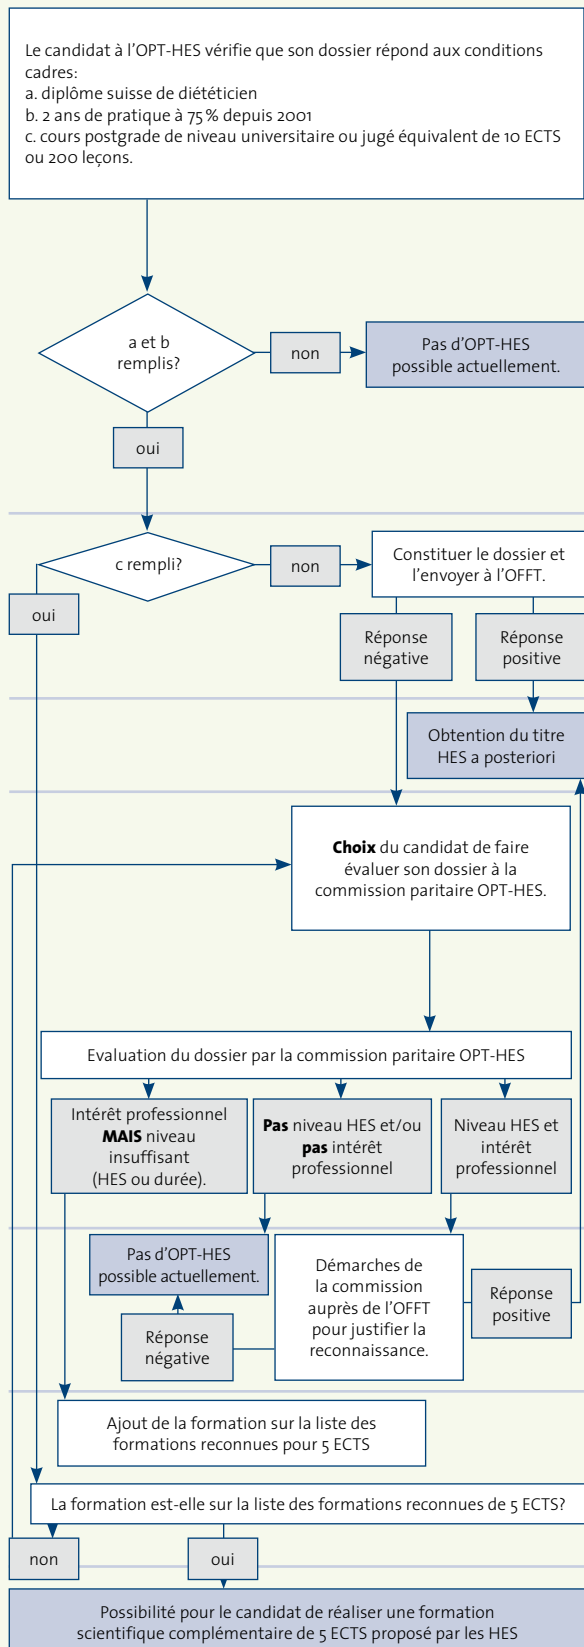 Le candidat à l'OPT-HES vérifie que son dossier répond aux conditions
cadres:
a. diplôme suisse de diététicien
b. 2 ans de pratique à 75 % depuis 2001
c. cours postgrade de niveau universitaire ou jugé équivalent de 10 ECTS
ou 200 leçons.
a et b
remplis?
non
Pas d'OPT-HES
possible actuellement.
oui
c rempli?
non
Constituer le dossier et
l'envoyer à l'OFFT.
oui
Réponse
négative
Réponse
positive
Obtention du titre
HES a posteriori
Choix du candidat de faire
évaluer son dossier à la
commission paritaire OPT-HES.
Evaluation du dossier par la commission paritaire OPT-HES
Intérêt professionnel
MAIS niveau
insuffisant
(HES ou durée).
Pas niveau HES et/ou
pas intérêt
professionnel
Niveau HES et
intérêt
professionnel
Pas d'OPT-HES
possible actuellement.
Démarches de
la commission
auprès de l'OFFT
pour justifier la
reconnaissance.
Réponse
positive
Réponse
négative
Ajout de la formation sur la liste des
formations reconnues pour 5 ECTS
La formation est-elle sur la liste des formations reconnues de 5 ECTS?
non
oui
Possibilité pour le candidat de réaliser une formation
scientifique complémentaire de 5 ECTS proposé par les HES